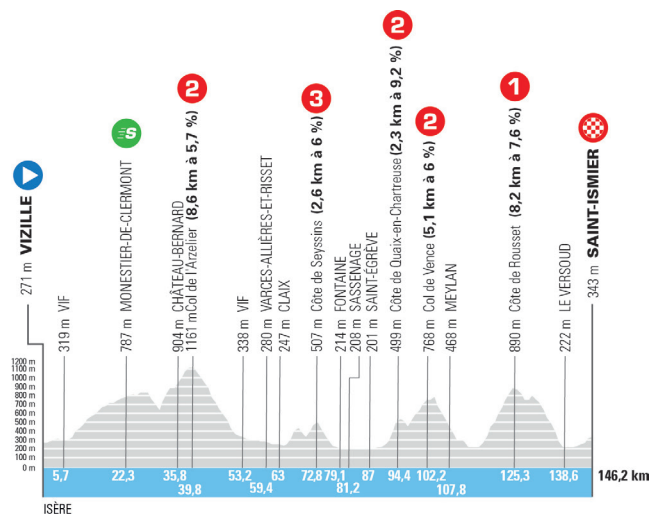 271 m VIZILLE
319 m VIF
S
787 m MONESTIER-DE-CLERMONT
904 m CHÂTEAU-BERNARD
2
1161 m Col de l'Arzelier (8,6 km à 5,7 %)
338 m VIF
280 m VARCES-ALLIÈRES-ET-RISSET
247 m CLAIX
3
507 m Côte de Seyssins (2,6 km à 6 %)
214 m FONTAINE
208 m SASSENAGE
201 m SAINT-ÉGRÈVE
2
499 m Côte de Quaix-en-Chartreuse (2,3 km à 9,2 %)
2
768 m Col de Vence (5,1 km à 6 %)
468 m MEYLAN
1
890 m Côte de Rousset (8,2 km à 7,6 %)
222 m LE VERSOUD
343 m SAINT-ISMIER
1200 m
1100 m
1000 m
900 m
800 m
700 m
600 m
500 m
400 m
300 m
200 m
100 m
0 m
5,7
22,3
35,8
39,8
53,2
59,4
63
72,8
79,1
81,2
87
94,4
102,2
107,8
125,3
138,6
146,2 km
ISÈRE